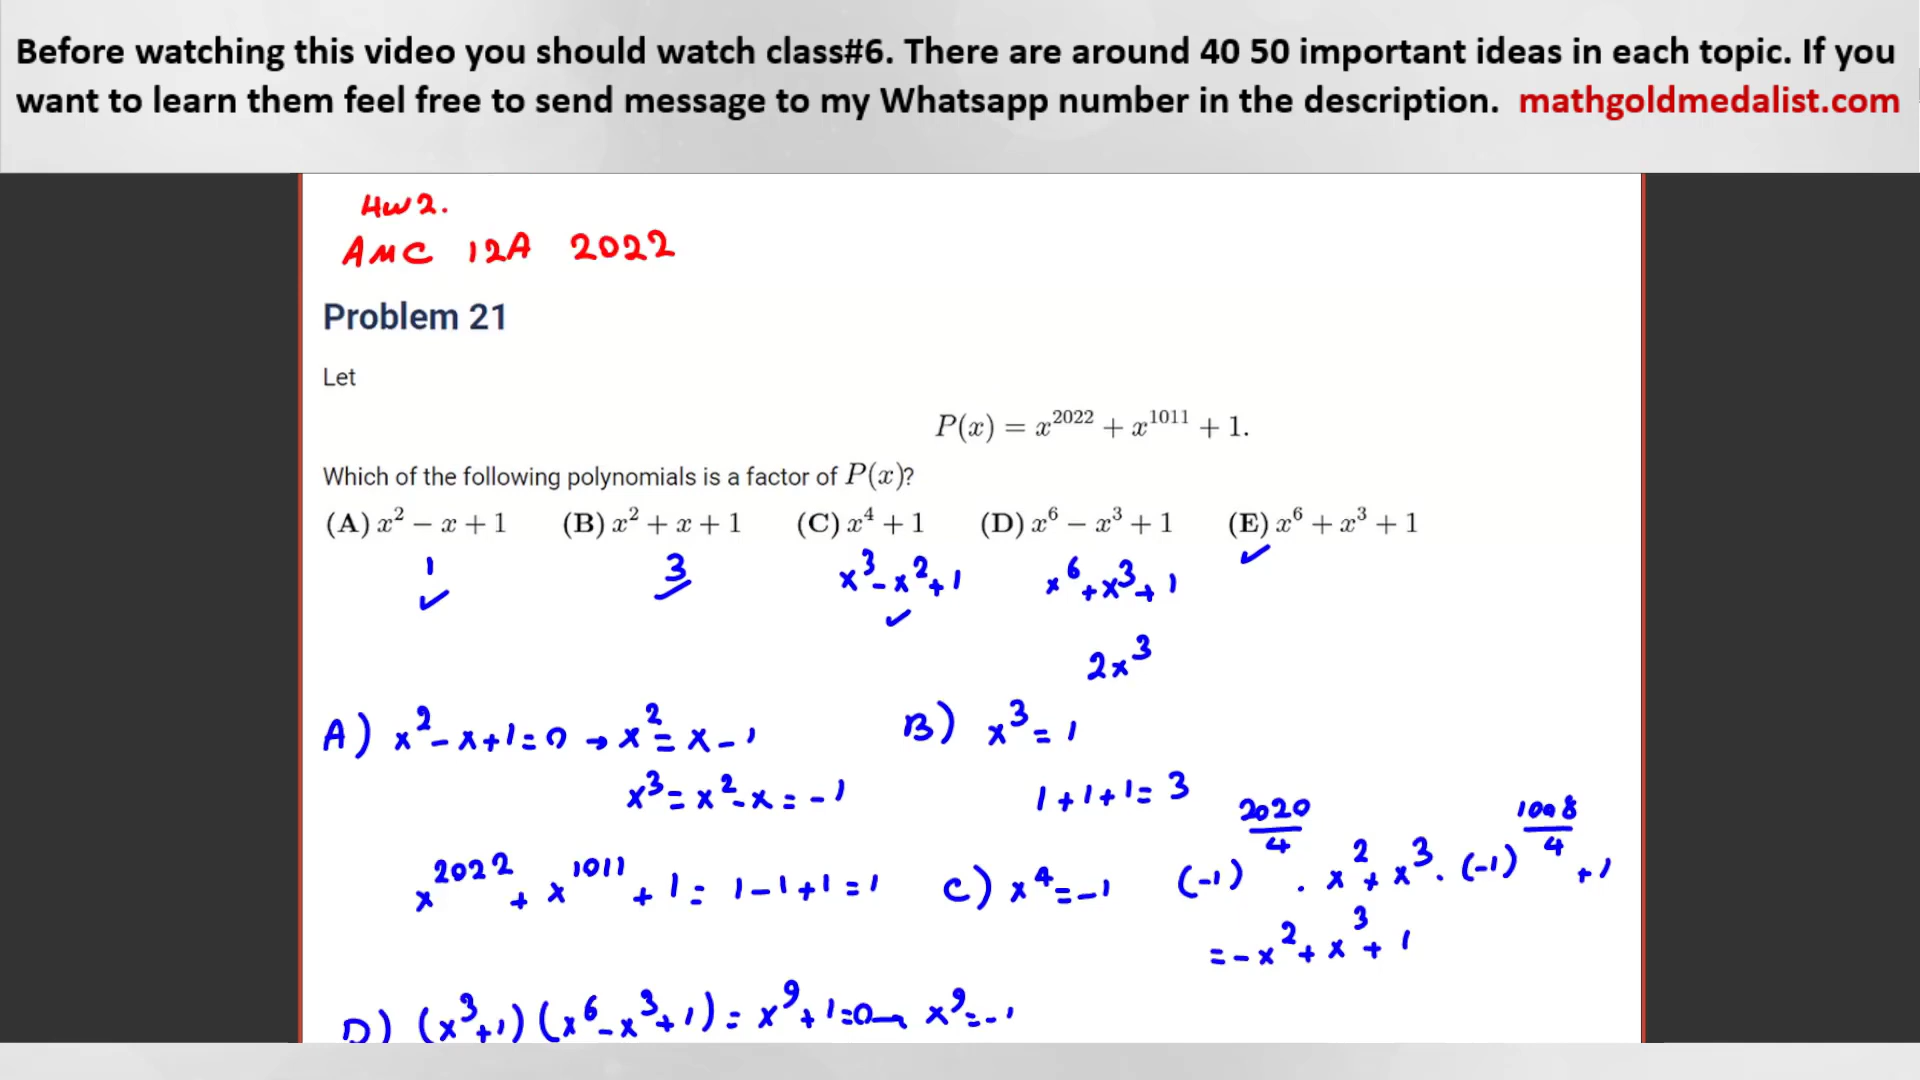 Before watching this video you should watch class#6. There are around 40 50 important ideas in each topic. If you
want to learn them feel free to send message to my Whatsapp number in the description. mathgoldmedalist.com
HW 2.
AMC 12A 2022
Problem 21
Let
P(x) = x^2022 + x^1011 + 1.
Which of the following polynomials is a factor of P(x)?
(A) x^2 − x + 1 (B) x^2 + x + 1 (C) x^4 + 1 (D) x^6 − x^3 + 1 (E) x^6 + x^3 + 1
1 ✓ 3 x^3 - x^2 + 1 ✓ x^6 + x^3 + 1 ✓
2x^3
A) x^2 - x + 1 = 0 → x^2 = x - 1 B) x^3 = 1
x^3 = x^2 - x = -1 1 + 1 + 1 = 3
x^2022 + x^1011 + 1 = 1 - 1 + 1 = 1 C) x^4 = -1 (-1)^(2020/4) . x^2 + x^3 . (-1)^(1008/4) + 1
= -x^2 + x^3 + 1
D) (x^3 + 1)(x^6 - x^3 + 1) = x^9 + 1 = 0 → x^9 = -1